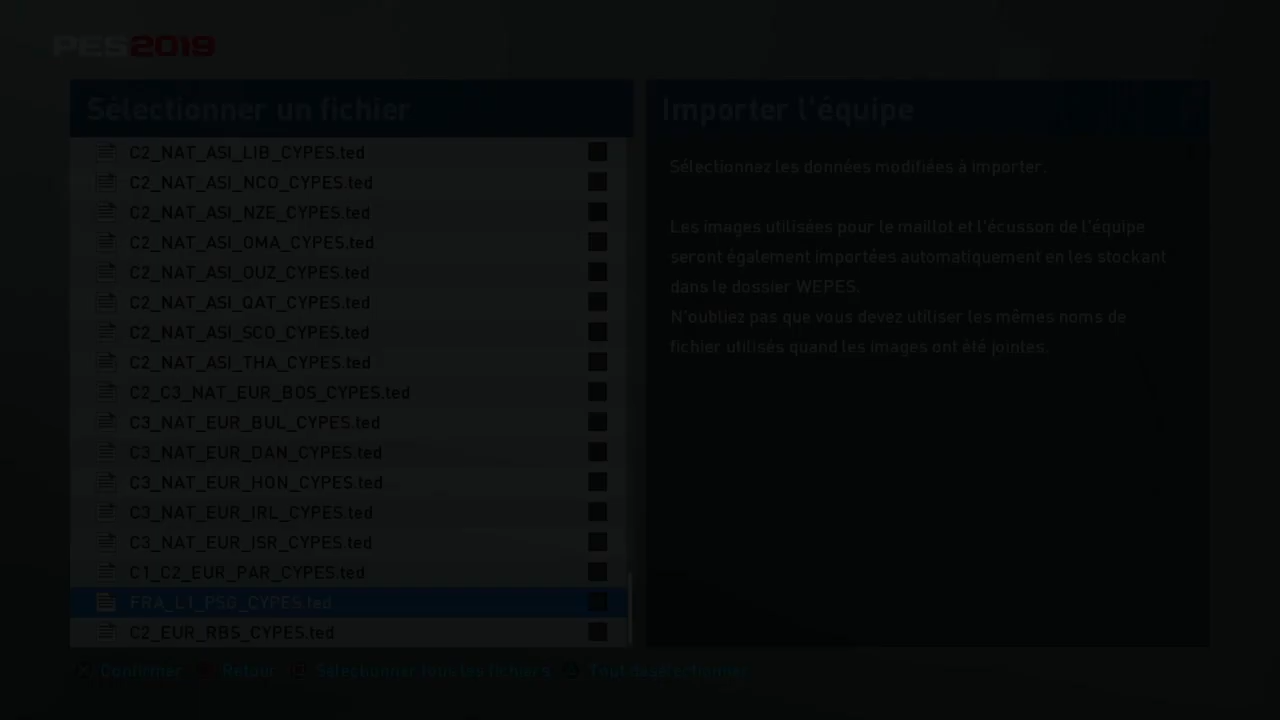 PES2019
Sélectionner un fichier
C2_NAT_ASI_LIB_CYPES.ted
C2_NAT_ASI_NCO_CYPES.ted
C2_NAT_ASI_NZE_CYPES.ted
C2_NAT_ASI_OMA_CYPES.ted
C2_NAT_ASI_OUZ_CYPES.ted
C2_NAT_ASI_QAT_CYPES.ted
C2_NAT_ASI_SCO_CYPES.ted
C2_NAT_ASI_THA_CYPES.ted
C2_C3_NAT_EUR_BOS_CYPES.ted
C3_NAT_EUR_BUL_CYPES.ted
C3_NAT_EUR_DAN_CYPES.ted
C3_NAT_EUR_HON_CYPES.ted
C3_NAT_EUR_IRL_CYPES.ted
C3_NAT_EUR_ISR_CYPES.ted
C1_C2_EUR_PAR_CYPES.ted
FRA_L1_PSG_CYPES.ted
C2_EUR_RBS_CYPES.ted
Importer l'équipe
Sélectionnez les données modifiées à importer.
Les images utilisées pour le maillot et l'écusson de l'équipe
seront également importées automatiquement en les stockant
dans le dossier WEPES.
N'oubliez pas que vous devez utiliser les mêmes noms de
fichier utilisés quand les images ont été jointes.
Confirmer Retour Sélectionner tous les fichiers Tout désélectionner